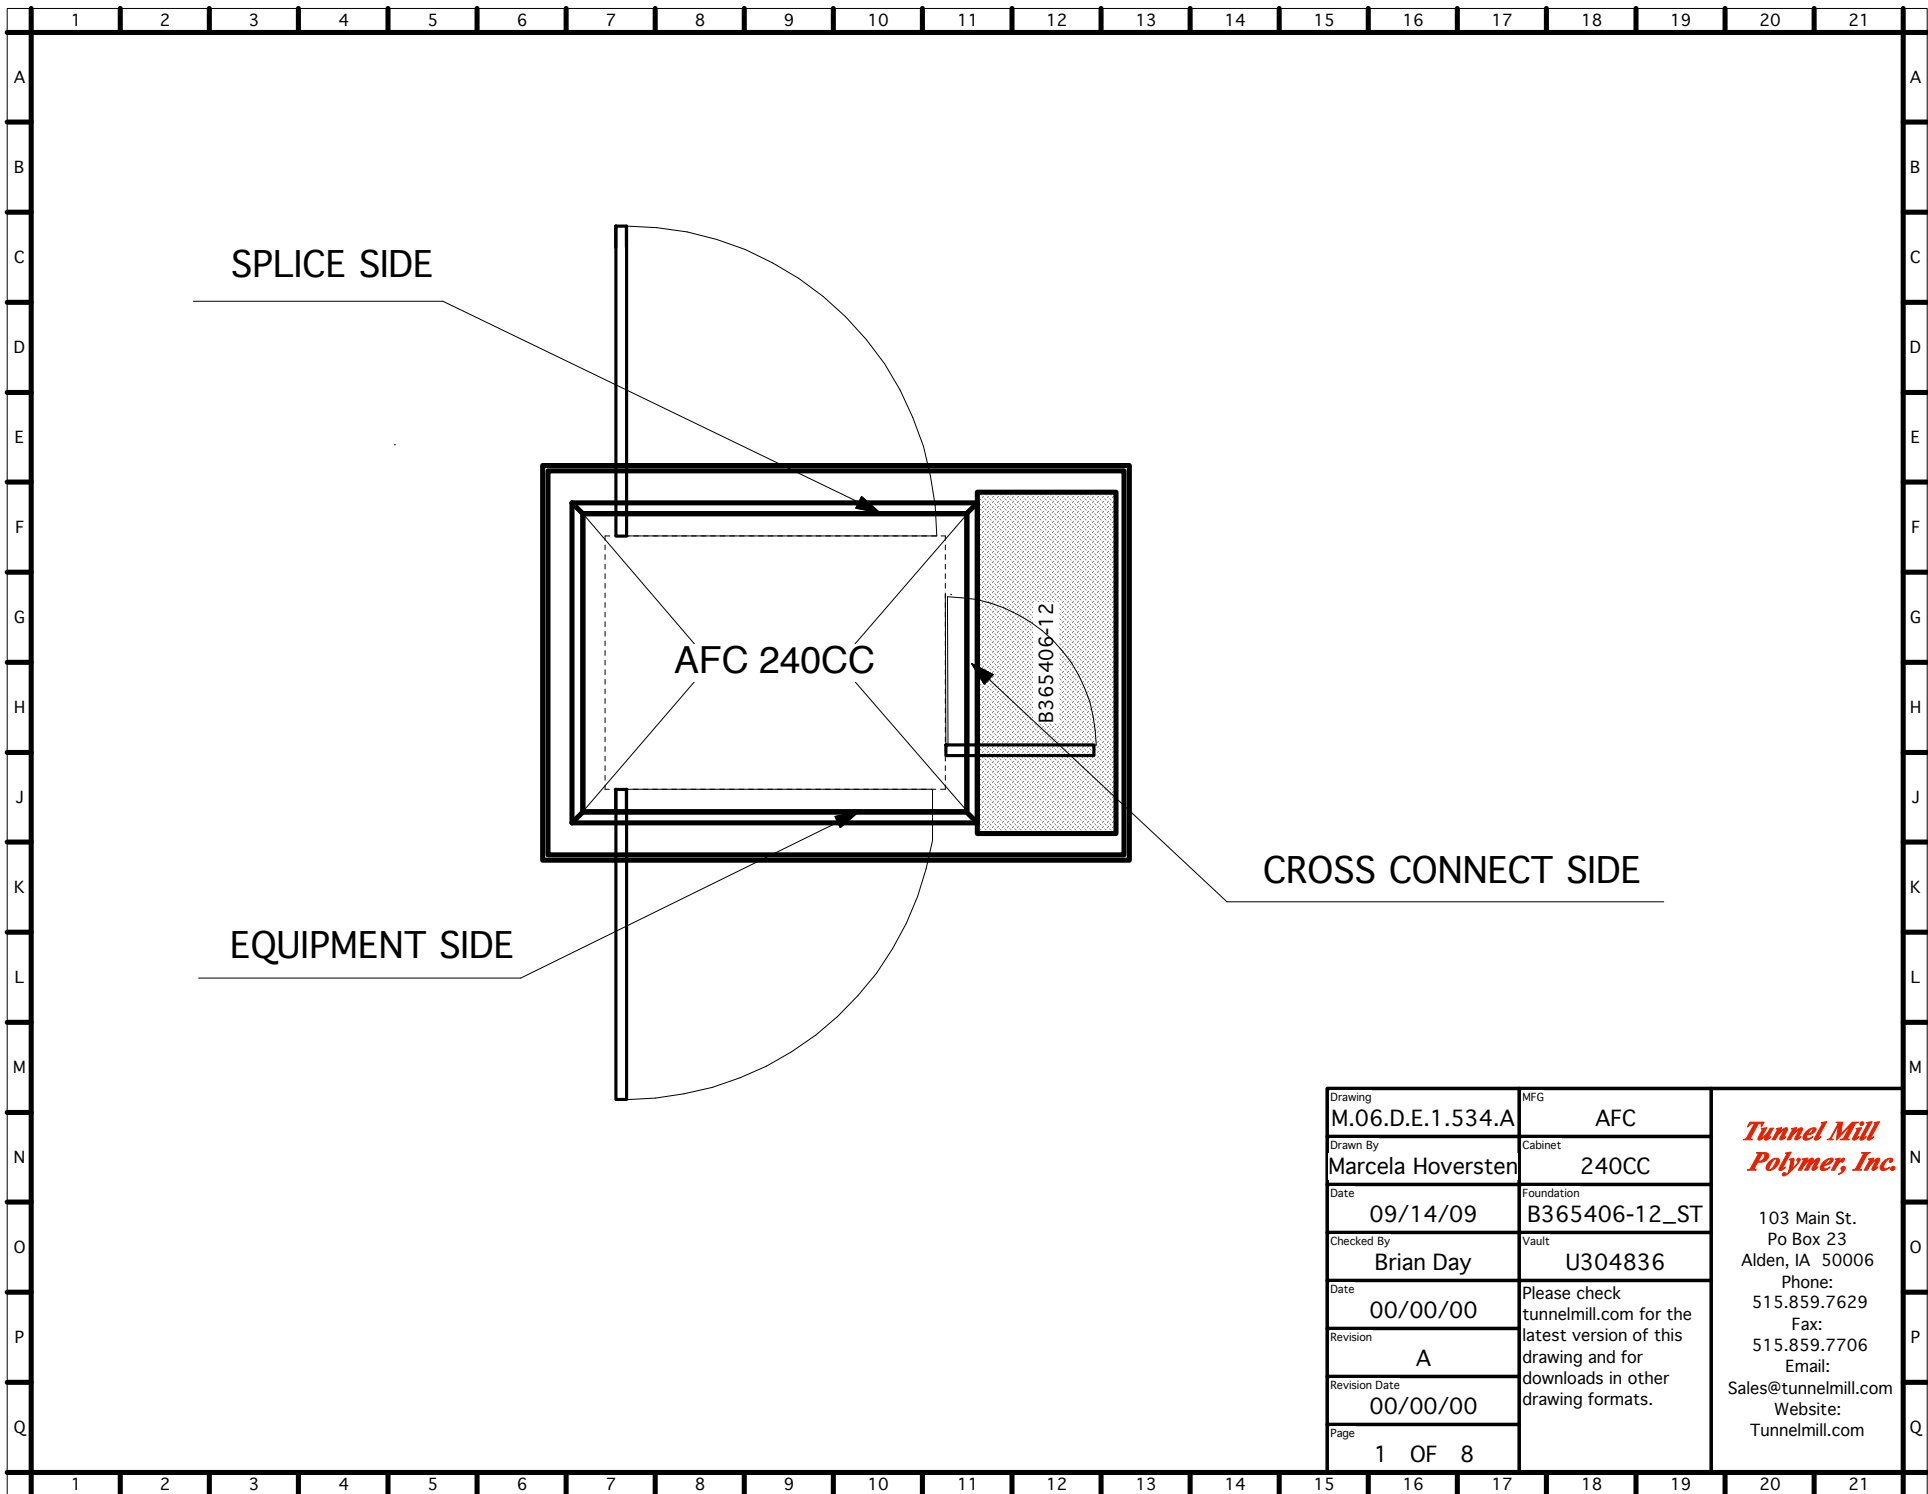 1 2 3 4 5 6 7 8 9 10 11 12 13 14 15 16 17 18 19 20 21
A A
B B
C C
D D
E E
F F
G G
H H
J J
K K
L L
M M
N N
O O
P P
Q Q
SPLICE SIDE
AFC 240CC
B365406-12
CROSS CONNECT SIDE
EQUIPMENT SIDE
Drawing
M.06.D.E.1.534.A
MFG
AFC
Drawn By
Marcela Hoversten
Cabinet
240CC
Date
09/14/09
Foundation
B365406-12_ST
Checked By
Brian Day
Vault
U304836
Date
00/00/00
Revision
A
Revision Date
00/00/00
Page
1 OF 8
Please check
tunnelmill.com for the
latest version of this
drawing and for
downloads in other
drawing formats.
Tunnel Mill
Polymer, Inc.
103 Main St.
Po Box 23
Alden, IA 50006
Phone:
515.859.7629
Fax:
515.859.7706
Email:
Sales@tunnelmill.com
Website:
Tunnelmill.com
1 2 3 4 5 6 7 8 9 10 11 12 13 14 15 16 17 18 19 20 21